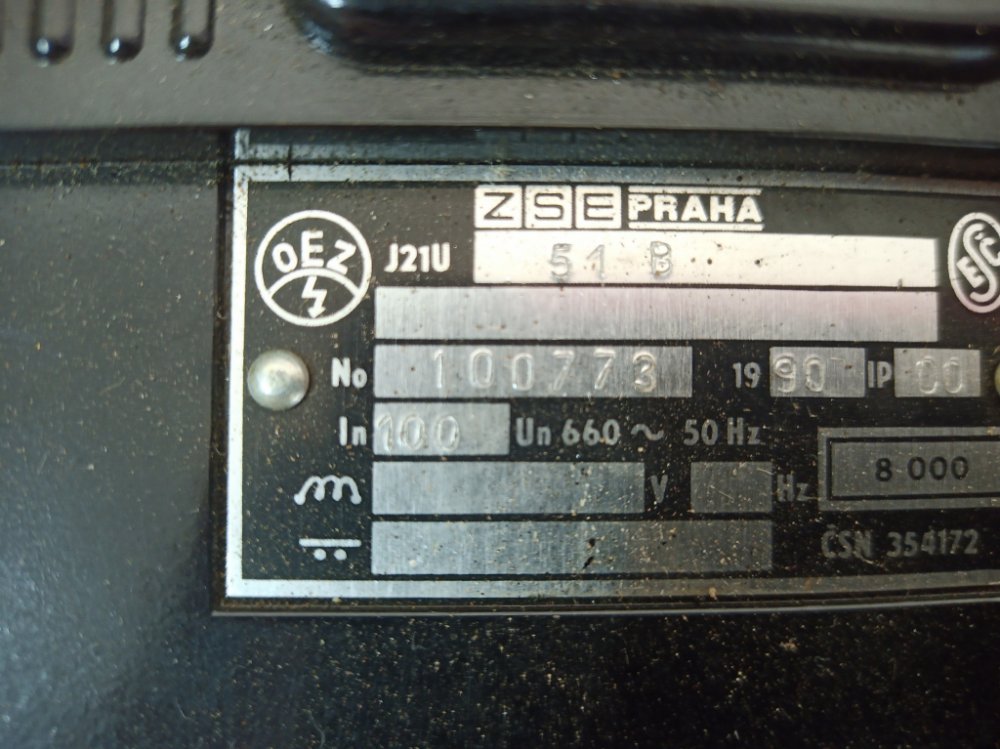 ZSE PRAHA
OEZ
J21U 51 B
ESČ
No 100773 1990 IP 00
In 100 Un 660 ~ 50 Hz
8 000
V Hz
ČSN 354172